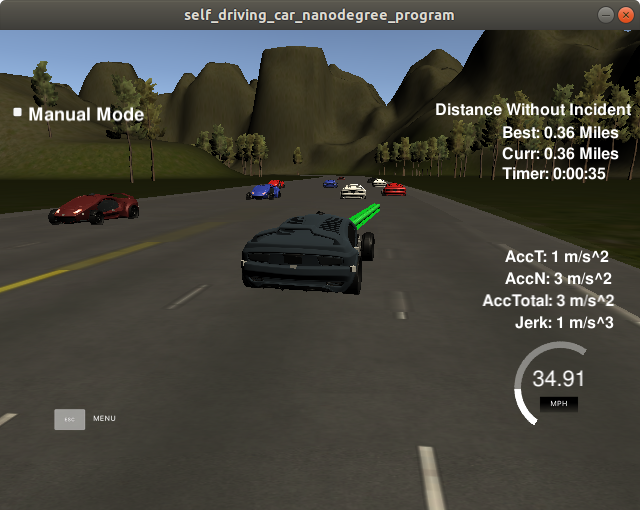 self_driving_car_nanodegree_program
Manual Mode
Distance Without Incident
Best: 0.36 Miles
Curr: 0.36 Miles
Timer: 0:00:35
AccT: 1 m/s^2
AccN: 3 m/s^2
AccTotal: 3 m/s^2
Jerk: 1 m/s^3
34.91
MPH
ESC MENU